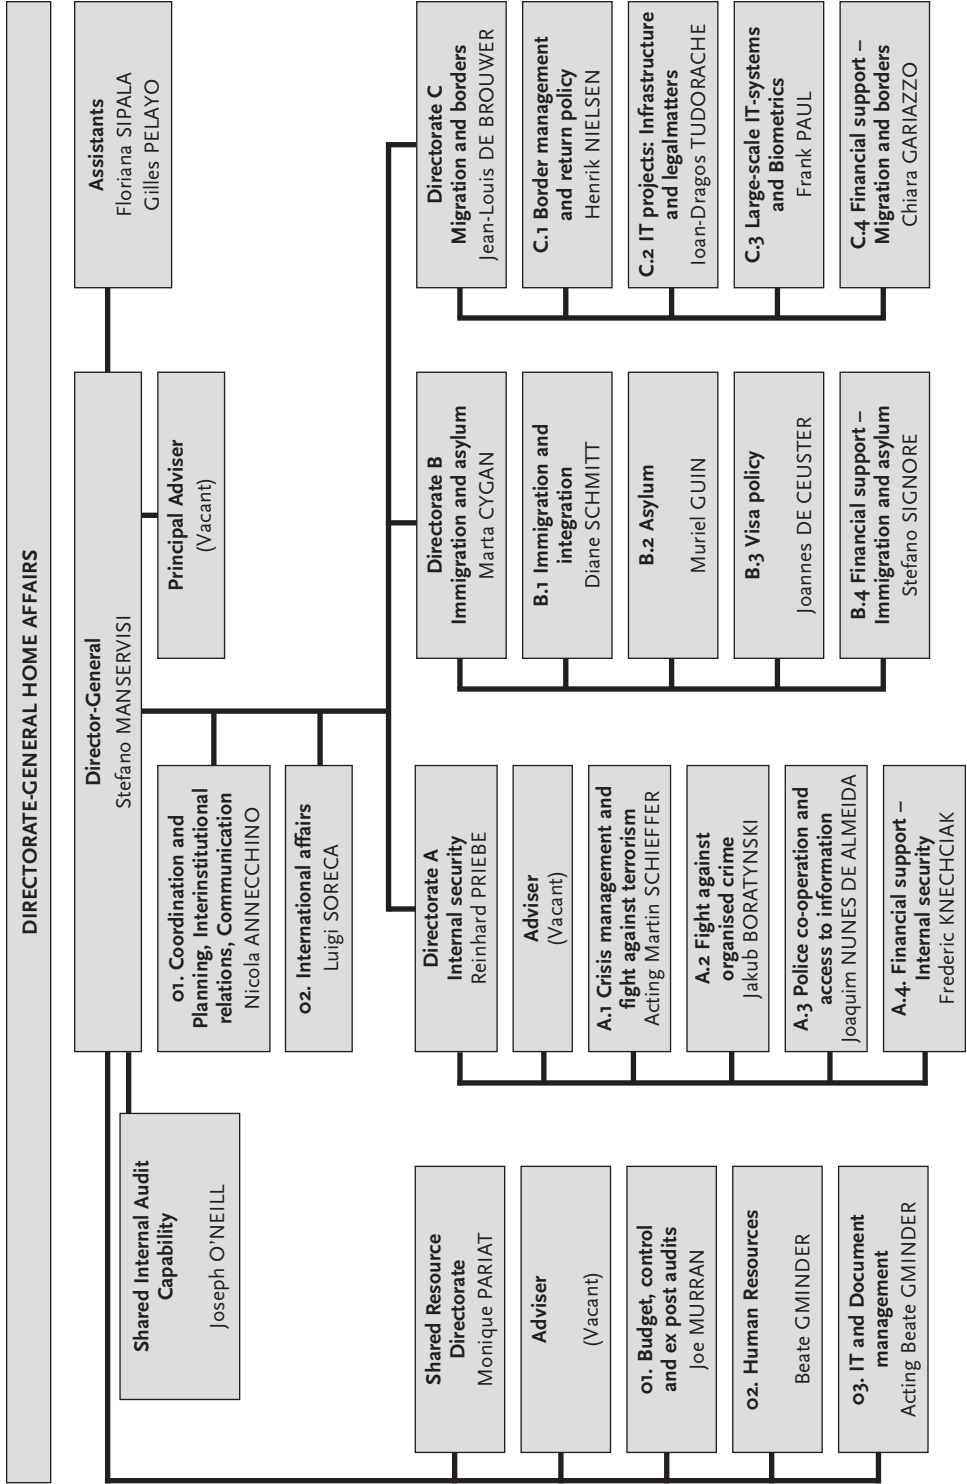 DIRECTORATE-GENERAL HOME AFFAIRS
Director-General
Stefano MANSERVISI
Assistants
Floriana SIPALA
Gilles PELAYO
Principal Adviser
(Vacant)
Shared Internal Audit
Capability
Joseph O'NEILL
01. Coordination and
Planning, Interinstitutional
relations, Communication
Nicola ANNECCHINO
02. International affairs
Luigi SORECA
Shared Resource
Directorate
Monique PARIAT
Adviser
(Vacant)
01. Budget, control
and ex post audits
Joe MURRAN
02. Human Resources
Beate GMINDER
03. IT and Document
management
Acting Beate GMINDER
Directorate A
Internal security
Reinhard PRIEBE
Adviser
(Vacant)
A.1 Crisis management and
fight against terrorism
Acting Martin SCHIEFFER
A.2 Fight against
organised crime
Jakub BORATYNSKI
A.3 Police co-operation and
access to information
Joaquim NUNES DE ALMEIDA
A.4. Financial support –
Internal security
Frederic KNECHCIAK
Directorate B
Immigration and asylum
Marta CYGAN
B.1 Immigration and
integration
Diane SCHMITT
B.2 Asylum
Muriel GUIN
B.3 Visa policy
Joannes DE CEUSTER
B.4 Financial support –
Immigration and asylum
Stefano SIGNORE
Directorate C
Migration and borders
Jean-Louis DE BROUWER
C.1 Border management
and return policy
Henrik NIELSEN
C.2 IT projects: Infrastructure
and legalmatters
Ioan-Dragos TUDORACHE
C.3 Large-scale IT-systems
and Biometrics
Frank PAUL
C.4 Financial support –
Migration and borders
Chiara GARIAZZO